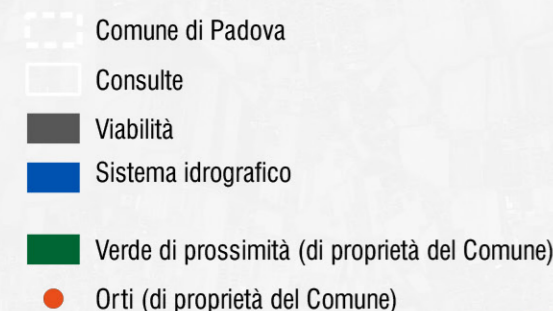 Comune di Padova
Consulte
Viabilità
Sistema idrografico
Verde di prossimità (di proprietà del Comune)
Orti (di proprietà del Comune)